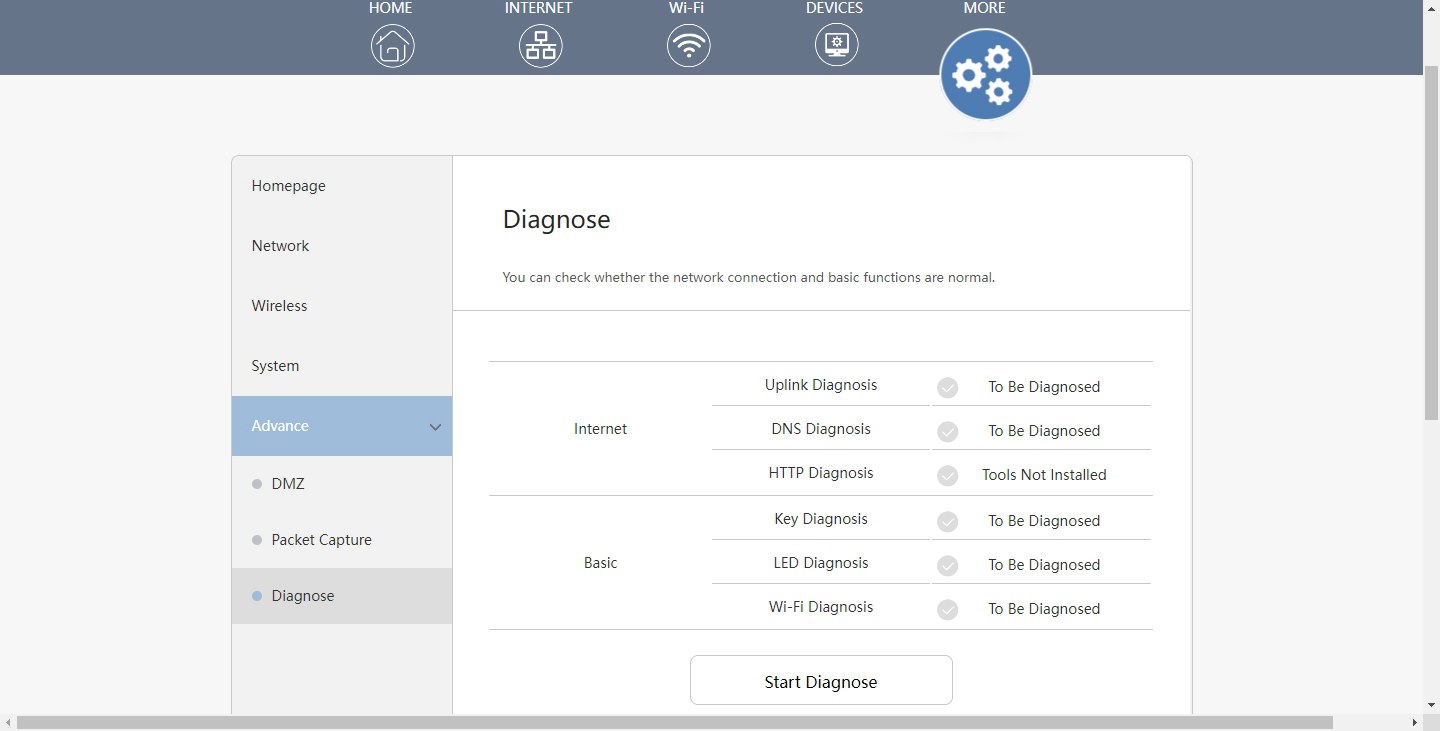 HOME INTERNET Wi-Fi DEVICES MORE
Homepage
Network
Wireless
System
Advance
DMZ
Packet Capture
Diagnose
Diagnose
You can check whether the network connection and basic functions are normal.
Internet
Uplink Diagnosis To Be Diagnosed
DNS Diagnosis To Be Diagnosed
HTTP Diagnosis Tools Not Installed
Basic
Key Diagnosis To Be Diagnosed
LED Diagnosis To Be Diagnosed
Wi-Fi Diagnosis To Be Diagnosed
Start Diagnose